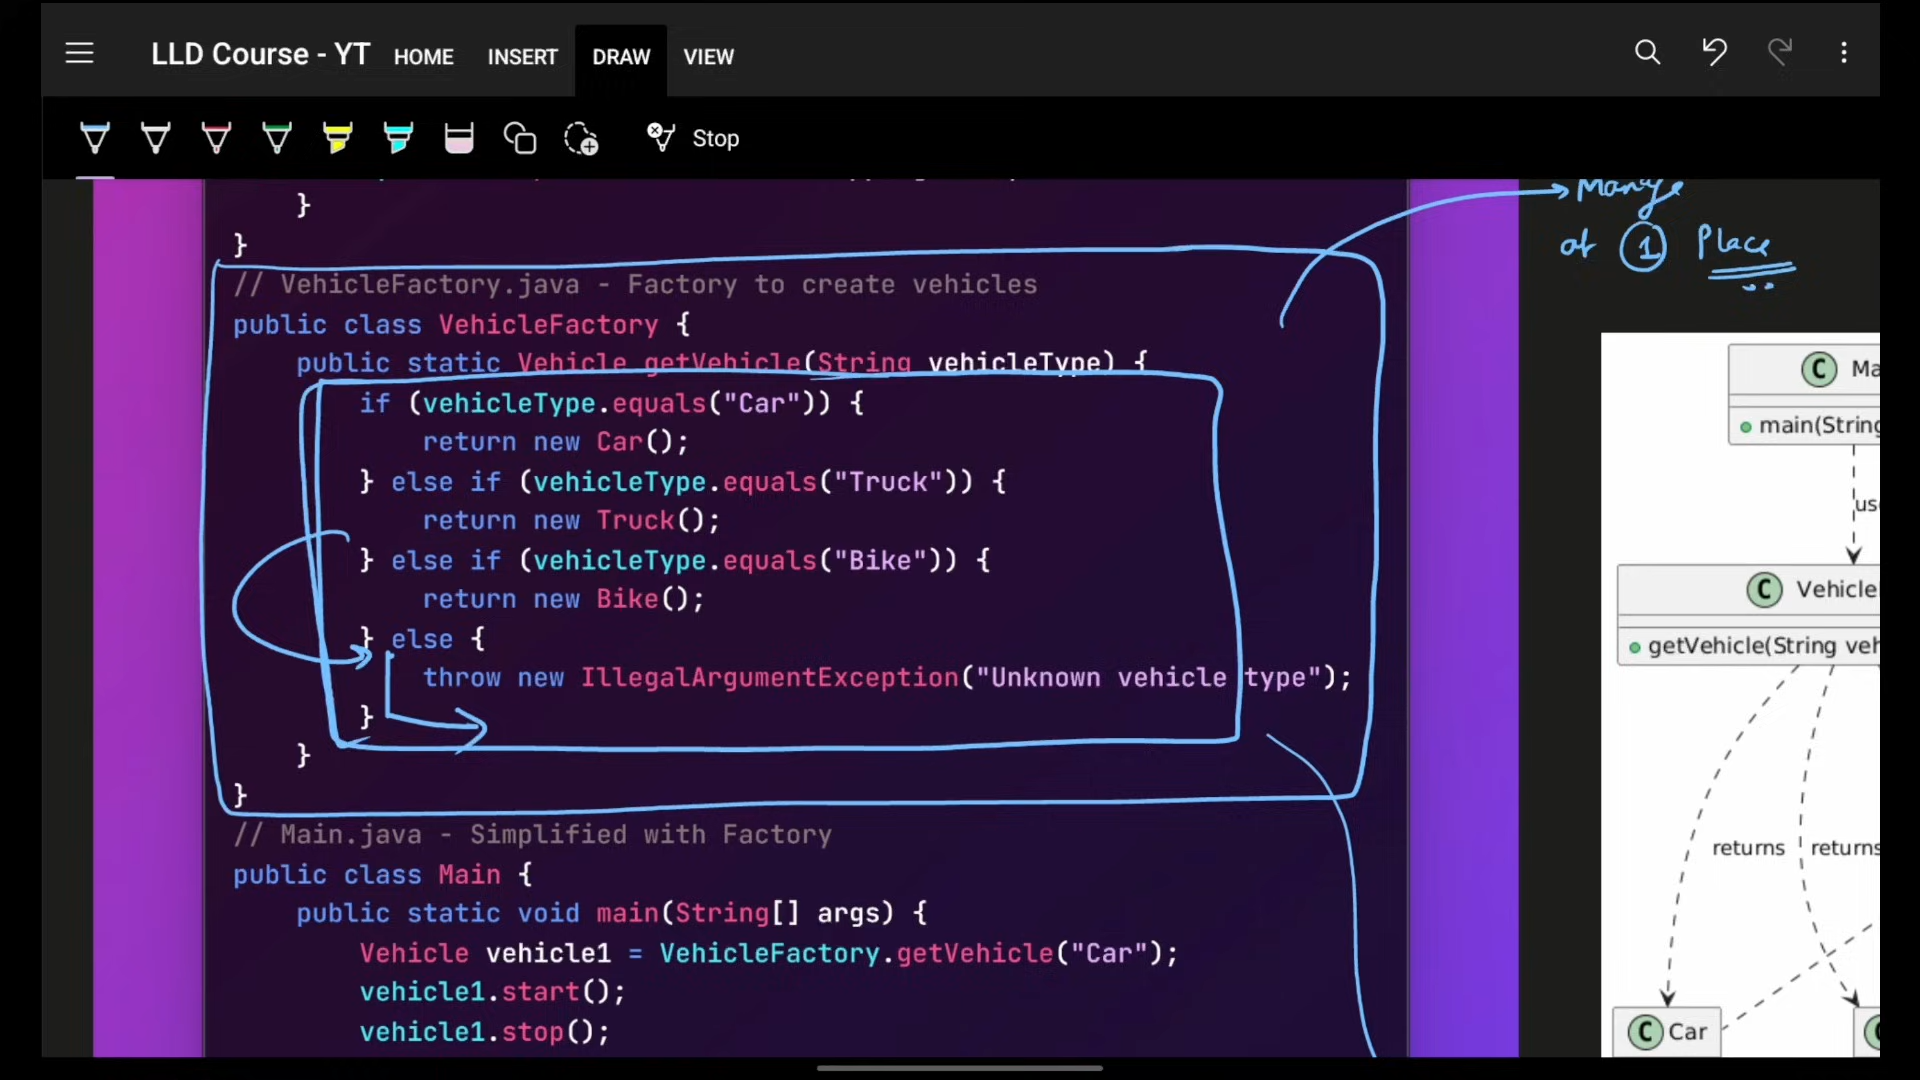 LLD Course - YT HOME INSERT DRAW VIEW
Stop
}
}
// VehicleFactory.java - Factory to create vehicles
public class VehicleFactory {
public static Vehicle getVehicle(String vehicleType) {
if (vehicleType.equals("Car")) {
return new Car();
} else if (vehicleType.equals("Truck")) {
return new Truck();
} else if (vehicleType.equals("Bike")) {
return new Bike();
} else {
throw new IllegalArgumentException("Unknown vehicle type");
}
}
}
// Main.java - Simplified with Factory
public class Main {
public static void main(String[] args) {
Vehicle vehicle1 = VehicleFactory.getVehicle("Car");
vehicle1.start();
vehicle1.stop();
at 1 Place
C Ma
main(String
us
C Vehicle
getVehicle(String veh
returns returns
C Car